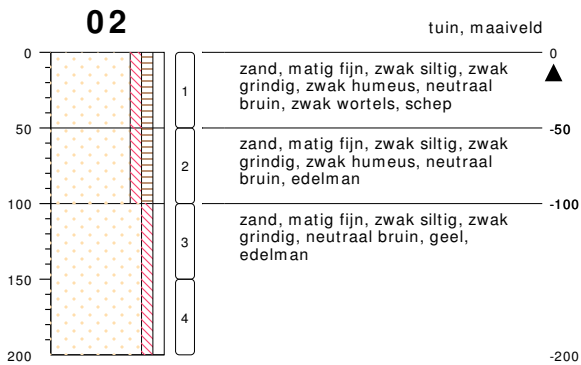 02
tuin, maaiveld
0
0
zand, matig fijn, zwak siltig, zwak
grindig, zwak humeus, neutraal
bruin, zwak wortels, schep
1
50
-50
zand, matig fijn, zwak siltig, zwak
grindig, zwak humeus, neutraal
bruin, edelman
2
100
-100
zand, matig fijn, zwak siltig, zwak
grindig, neutraal bruin, geel,
edelman
3
150
4
200
-200